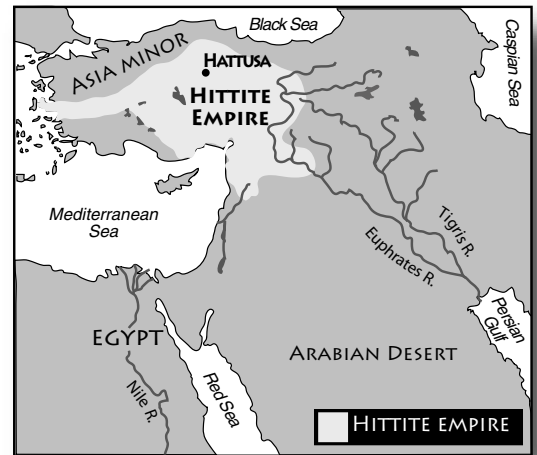 Black Sea
Caspian Sea
ASIA MINOR
HATTUSA
HITTITE
EMPIRE
Mediterranean
Sea
Tigris R.
Euphrates R.
Persian
Gulf
EGYPT
ARABIAN DESERT
Nile R.
Red Sea
HITTITE EMPIRE